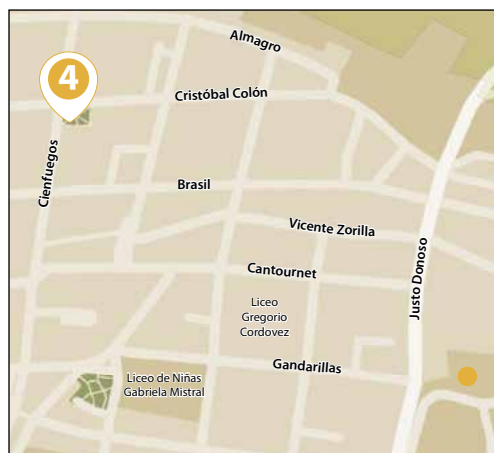 Almagro
4
Cristóbal Colón
Cienfuegos
Brasil
Vicente Zorilla
Justo Donoso
Cantournet
Liceo
Gregorio
Cordovez
Gandarillas
Liceo de Niñas
Gabriela Mistral